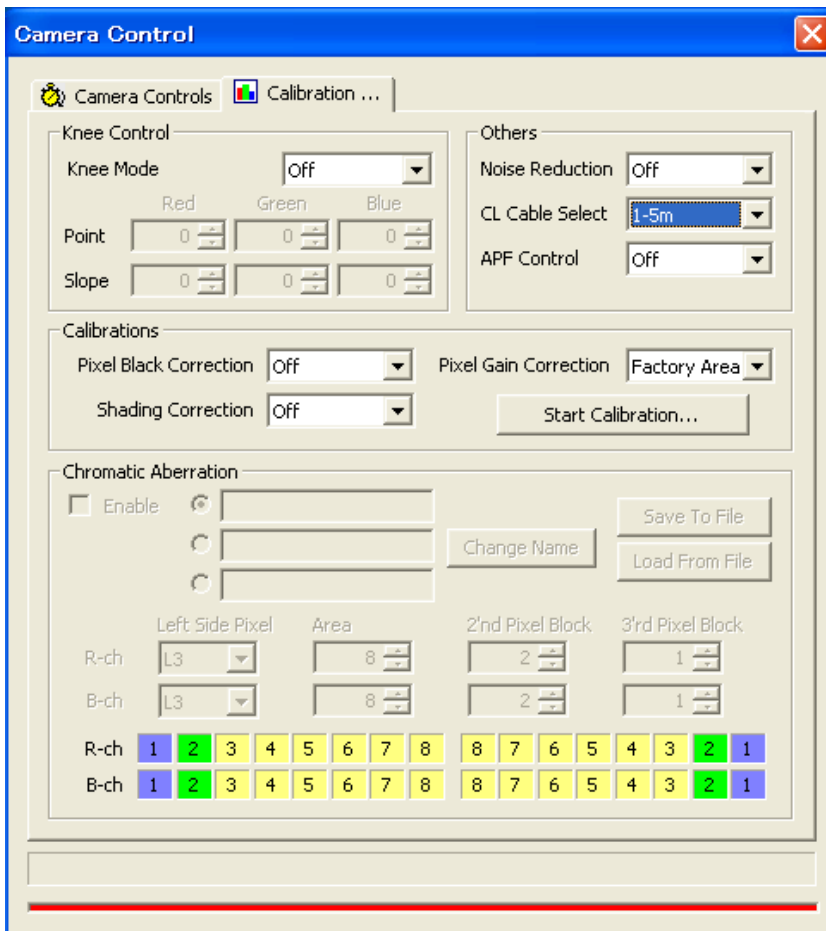 Camera Control
Camera Controls
Calibration ...
Knee Control
Knee Mode Off
Red Green Blue
Point 0 0 0
Slope 0 0 0
Others
Noise Reduction Off
CL Cable Select 1-5m
APF Control Off
Calibrations
Pixel Black Correction Off
Pixel Gain Correction Factory Area
Shading Correction Off
Start Calibration...
Chromatic Aberration
Enable
Change Name
Save To File
Load From File
Left Side Pixel Area 2'nd Pixel Block 3'rd Pixel Block
R-ch L3 8 2 1
B-ch L3 8 2 1
R-ch 1 2 3 4 5 6 7 8 8 7 6 5 4 3 2 1
B-ch 1 2 3 4 5 6 7 8 8 7 6 5 4 3 2 1